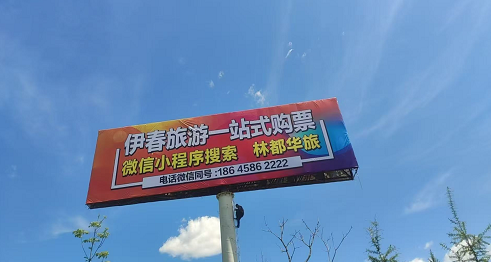 伊春旅游一站式购票
微信小程序搜索 林都华旅
电话微信同号:186 4586 2222